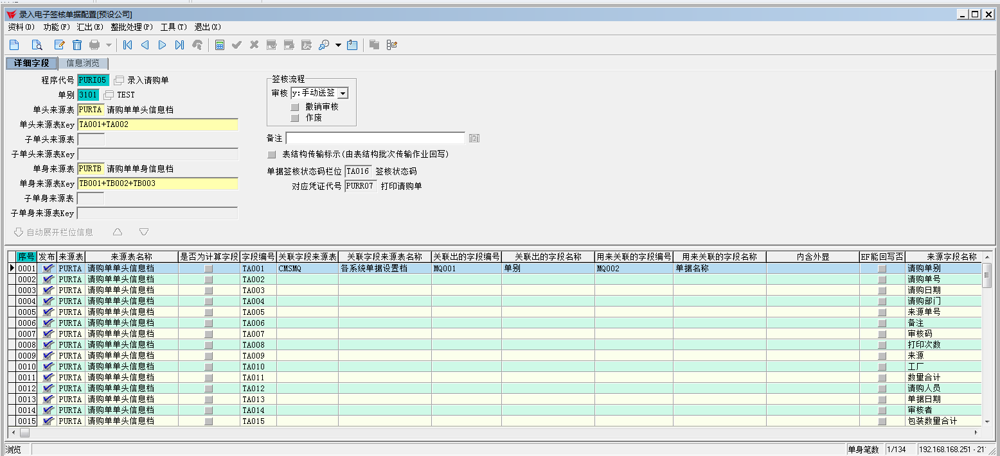 录入电子签核单据配置[预设公司]
资料(D) 功能(F) 汇出(E) 整批处理(P) 工具(T) 退出(X)
详细字段 信息浏览
程序代号 PURI05 录入请购单
单别 3101 TEST
单头来源表 PURTA 请购单单头信息档
单头来源表Key TA001+TA002
子单头来源表
子单头来源表Key
单身来源表 PURTB 请购单单身信息档
单身来源表Key TB001+TB002+TB003
子单身来源表
子单身来源表Key
自动展开栏位信息
签核流程
审核 y:手动送签
撤销审核
作废
备注
表结构传输标示(由表结构批次传输作业回写)
单据签核状态码栏位 TA016 签核状态码
对应凭证代号 PURR07 打印请购单
序号 发布 来源表 来源表名称 是否为计算字段 字段编号 关联字段来源表 关联字段来源表名称 关联出的字段编号 关联出的字段名称 用来关联的字段编号 用来关联的字段名称 内含外显 EF能回写否 来源字段名称
0001 PURTA 请购单单头信息档 TA001 CMSMQ 各系统单据设置档 MQ001 单别 MQ002 单据名称 请购单别
0002 PURTA 请购单单头信息档 TA002 请购单号
0003 PURTA 请购单单头信息档 TA003 请购日期
0004 PURTA 请购单单头信息档 TA004 请购部门
0005 PURTA 请购单单头信息档 TA005 来源单号
0006 PURTA 请购单单头信息档 TA006 备注
0007 PURTA 请购单单头信息档 TA007 审核码
0008 PURTA 请购单单头信息档 TA008 打印次数
0009 PURTA 请购单单头信息档 TA009 来源
0010 PURTA 请购单单头信息档 TA010 工厂
0011 PURTA 请购单单头信息档 TA011 数量合计
0012 PURTA 请购单单头信息档 TA012 请购人员
0013 PURTA 请购单单头信息档 TA013 单据日期
0014 PURTA 请购单单头信息档 TA014 审核者
0015 PURTA 请购单单头信息档 TA015 包装数量合计
浏览 单身笔数 1/134 192.168.168.251 - 21